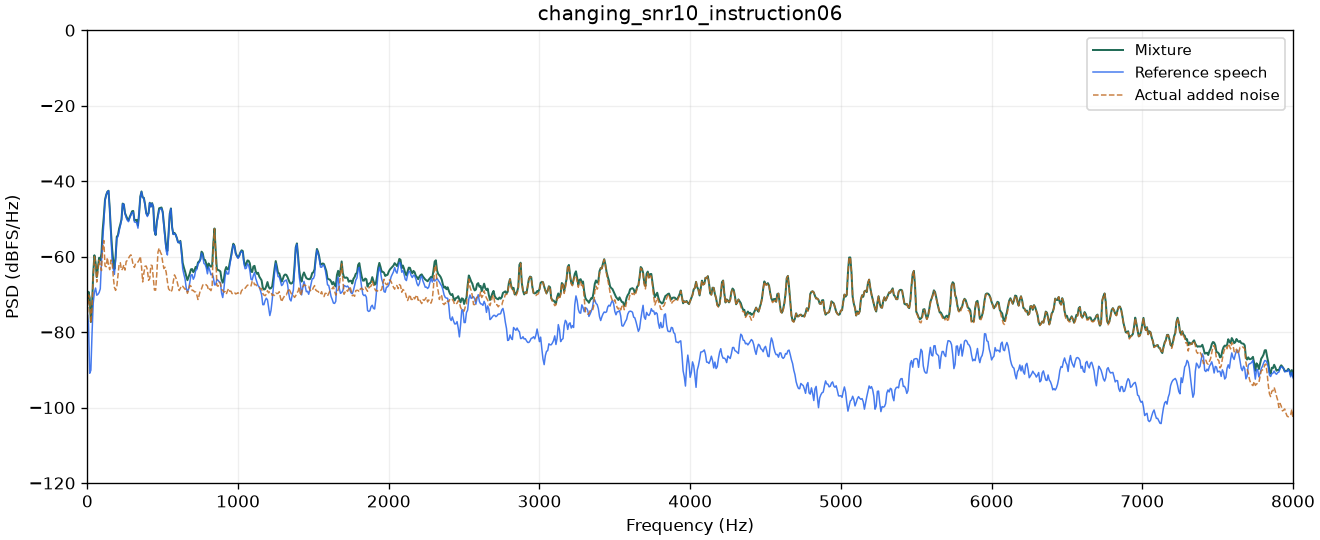 changing_snr10_instruction06
Mixture
Reference speech
Actual added noise
PSD (dBFS/Hz)
0
−20
−40
−60
−80
−100
−120
0 1000 2000 3000 4000 5000 6000 7000 8000
Frequency (Hz)